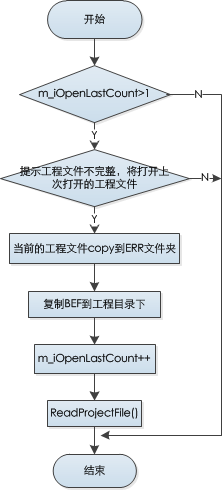 开始
m_iOpenLastCount>1
N
Y
提示工程文件不完整，将打开上
次打开的工程文件
N
Y
当前的工程文件copy到ERR文件夹
复制BEF到工程目录下
m_iOpenLastCount++
ReadProjectFile()
结束